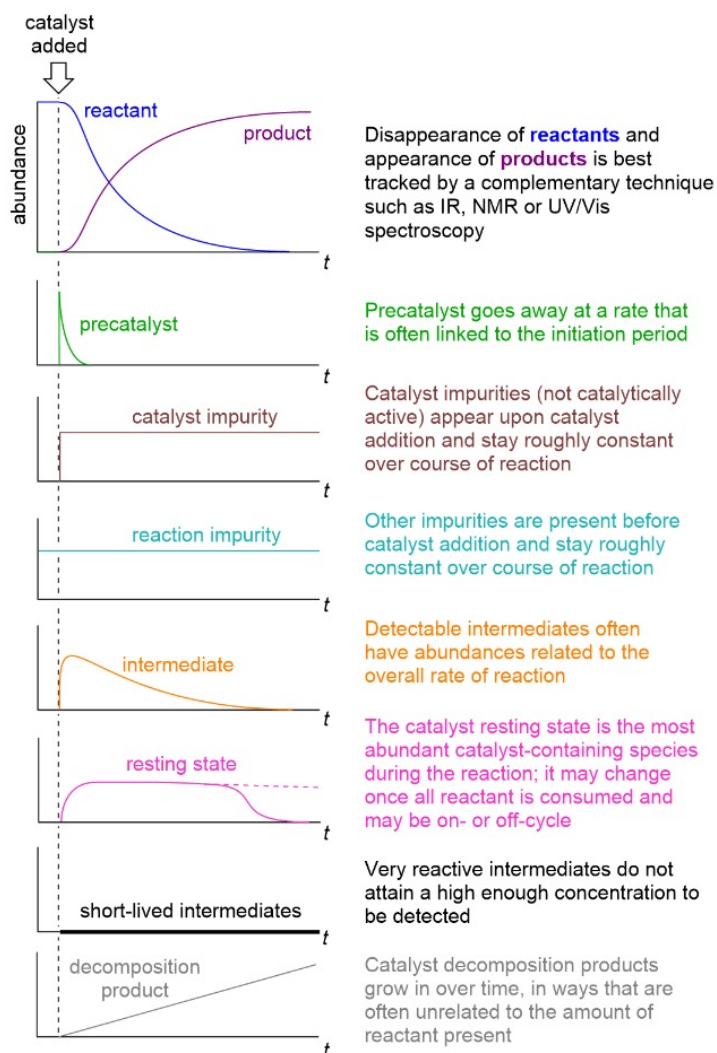 catalyst
added
reactant
product
abundance
t
Disappearance of reactants and
appearance of products is best
tracked by a complementary technique
such as IR, NMR or UV/Vis
spectroscopy
precatalyst
t
Precatalyst goes away at a rate that
is often linked to the initiation period
catalyst impurity
t
Catalyst impurities (not catalytically
active) appear upon catalyst
addition and stay roughly constant
over course of reaction
reaction impurity
t
Other impurities are present before
catalyst addition and stay roughly
constant over course of reaction
intermediate
t
Detectable intermediates often
have abundances related to the
overall rate of reaction
resting state
t
The catalyst resting state is the most
abundant catalyst-containing species
during the reaction; it may change
once all reactant is consumed and
may be on- or off-cycle
short-lived intermediates
t
Very reactive intermediates do not
attain a high enough concentration to
be detected
decomposition
product
t
Catalyst decomposition products
grow in over time, in ways that are
often unrelated to the amount of
reactant present